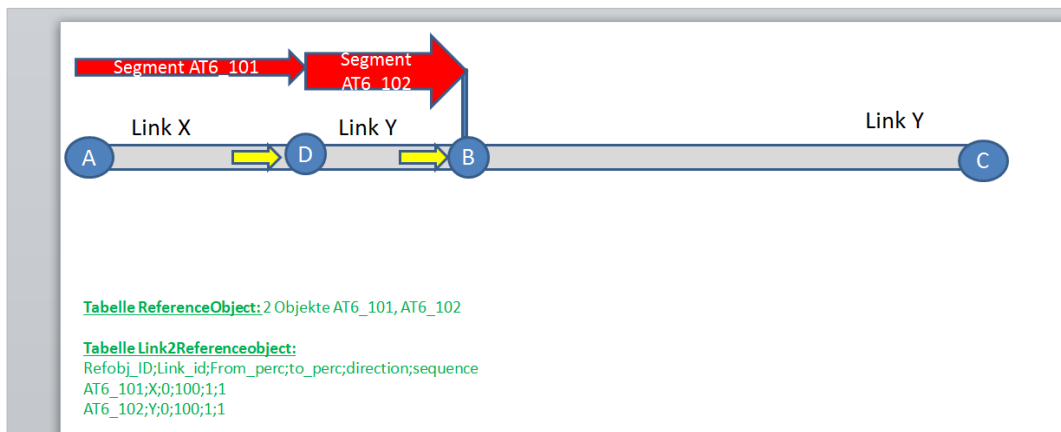 Segment AT6_101
Segment
AT6_102
Link X
Link Y
Link Y
A
D
B
C
Tabelle ReferenceObject: 2 Objekte AT6_101, AT6_102
Tabelle Link2Referenceobject:
Refobj_ID;Link_id;From_perc;to_perc;direction;sequence
AT6_101;X;0;100;1;1
AT6_102;Y;0;100;1;1